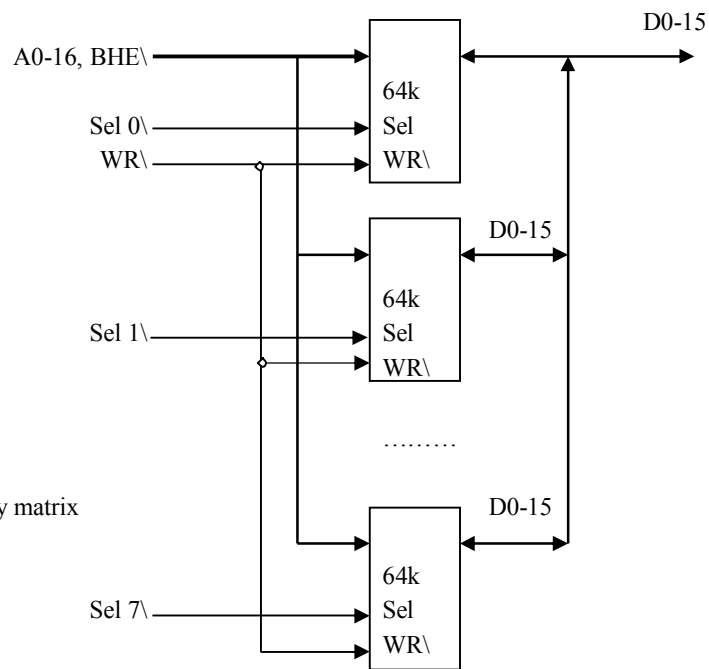 D0-15
A0-16, BHE\
64k
Sel 0\
Sel
WR\
WR\
D0-15
64k
Sel 1\
Sel
WR\
.........
y matrix
D0-15
64k
Sel 7\
Sel
WR\